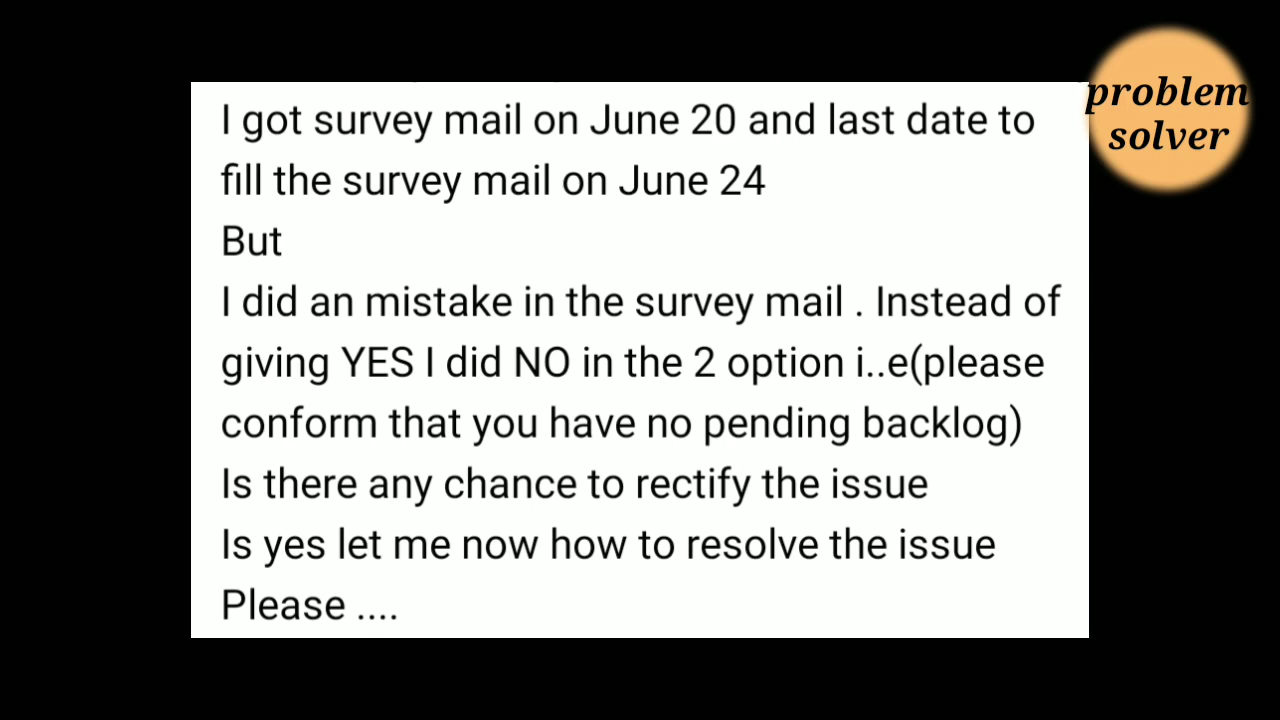 problem
solver
I got survey mail on June 20 and last date to
fill the survey mail on June 24
But
I did an mistake in the survey mail . Instead of
giving YES I did NO in the 2 option i..e(please
conform that you have no pending backlog)
Is there any chance to rectify the issue
Is yes let me now how to resolve the issue
Please ....